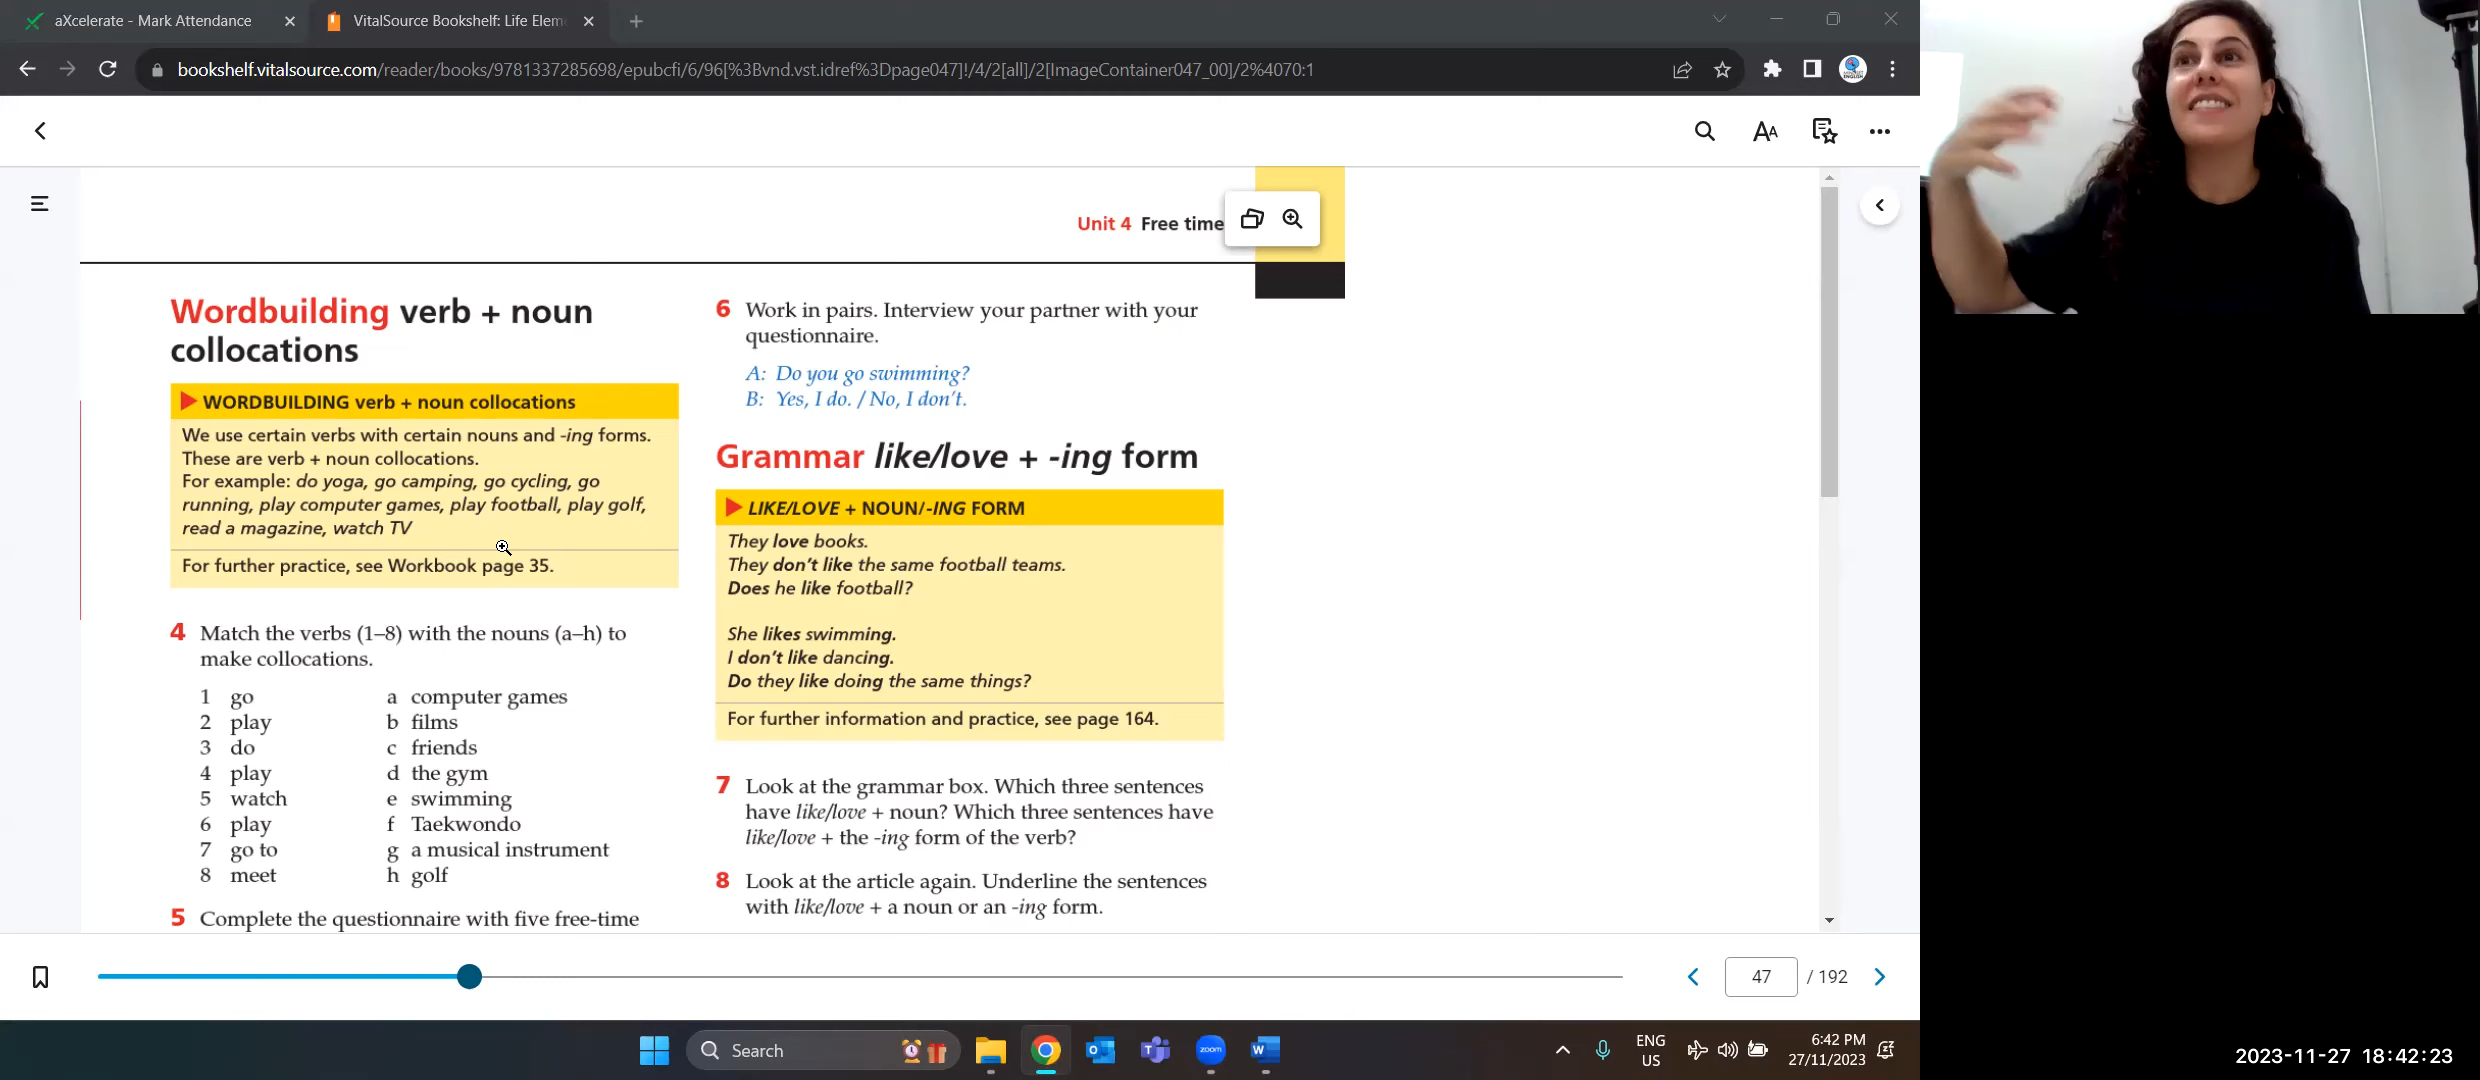 aXcelerate - Mark Attendance
VitalSource Bookshelf: Life Elem
bookshelf.vitalsource.com/reader/books/9781337285698/epubcfi/6/96[%3Bvnd.vst.idref%3Dpage047]!/4/2[all]/2[ImageContainer047_00]/2%4070:1
Unit 4 Free time
Wordbuilding verb + noun
collocations
WORDBUILDING verb + noun collocations
We use certain verbs with certain nouns and -ing forms.
These are verb + noun collocations.
For example: do yoga, go camping, go cycling, go
running, play computer games, play football, play golf,
read a magazine, watch TV
For further practice, see Workbook page 35.
4 Match the verbs (1–8) with the nouns (a–h) to
make collocations.
1 go a computer games
2 play b films
3 do c friends
4 play d the gym
5 watch e swimming
6 play f Taekwondo
7 go to g a musical instrument
8 meet h golf
5 Complete the questionnaire with five free-time
6 Work in pairs. Interview your partner with your
questionnaire.
A: Do you go swimming?
B: Yes, I do. / No, I don't.
Grammar like/love + -ing form
LIKE/LOVE + NOUN/-ING FORM
They love books.
They don't like the same football teams.
Does he like football?
She likes swimming.
I don't like dancing.
Do they like doing the same things?
For further information and practice, see page 164.
7 Look at the grammar box. Which three sentences
have like/love + noun? Which three sentences have
like/love + the -ing form of the verb?
8 Look at the article again. Underline the sentences
with like/love + a noun or an -ing form.
47 / 192
Search
zoom
ENG
US
6:42 PM
27/11/2023
2023-11-27 18:42:23